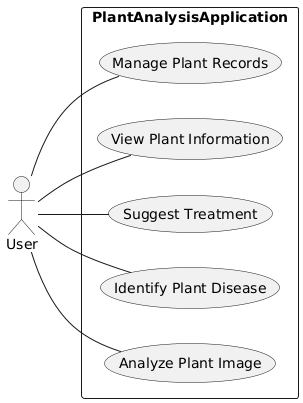 PlantAnalysisApplication
Manage Plant Records
View Plant Information
Suggest Treatment
User
Identify Plant Disease
Analyze Plant Image